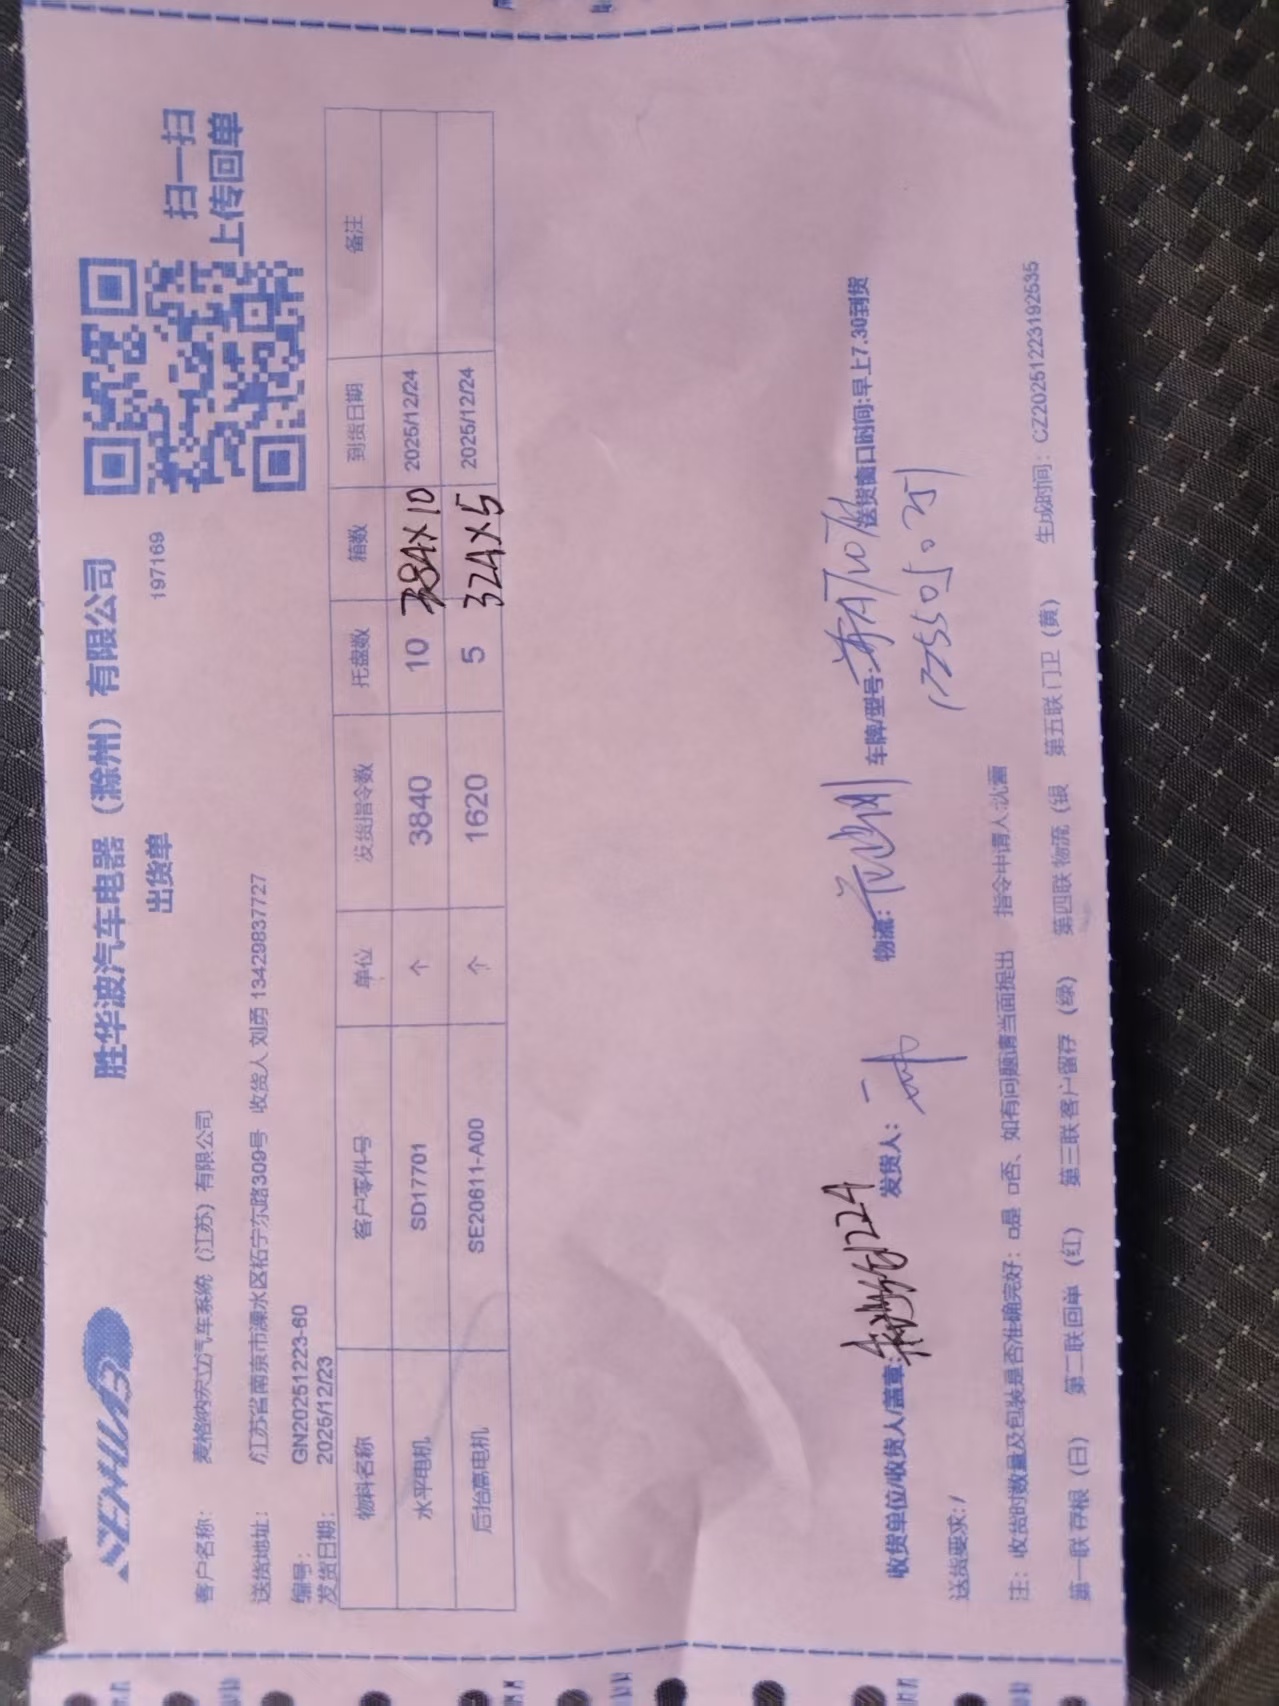 SENHUAB
胜华波汽车电器（滁州）有限公司
扫一扫
上传回单
出货单
197169
客户名称： 麦格纳宏立汽车系统（江苏）有限公司
送货地址： 江苏省南京市溧水区柘宁东路309号 收货人 刘勇 13429837727
编号： GN20251223-60
发货日期： 2025/12/23
物料名称 客户零件号 单位 发货指令数 托盘数 箱数 到货日期 备注
水平电机 SD17701 个 3840 10 384×10 2025/12/24
后抬高电机 SE20611-A00 个 1620 5 324×5 2025/12/24
收货单位/收货人/盖章： 1224 发货人： 物流： 车牌/型号： 送货窗口时间:早上7.30到货
送货要求：/
注：收货时数量及包装是否准确完好：□是 □否、如有问题请当面提出 指令申请人:沈丽 生成时间：CZ20251223192535
第一联 存根（白） 第二联 回单（红） 第三联 客户留存（绿） 第四联 物流（银 第五联 门卫（黄）